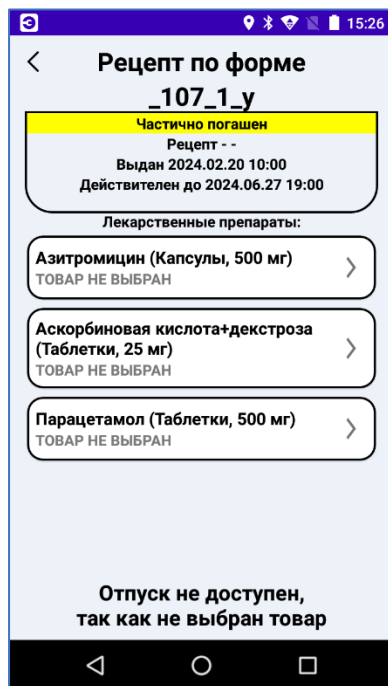 15:26
Рецепт по форме
_107_1_у
Частично погашен
Рецепт - -
Выдан 2024.02.20 10:00
Действителен до 2024.06.27 19:00
Лекарственные препараты:
Азитромицин (Капсулы, 500 мг)
ТОВАР НЕ ВЫБРАН
Аскорбиновая кислота+декстроза
(Таблетки, 25 мг)
ТОВАР НЕ ВЫБРАН
Парацетамол (Таблетки, 500 мг)
ТОВАР НЕ ВЫБРАН
Отпуск не доступен,
так как не выбран товар